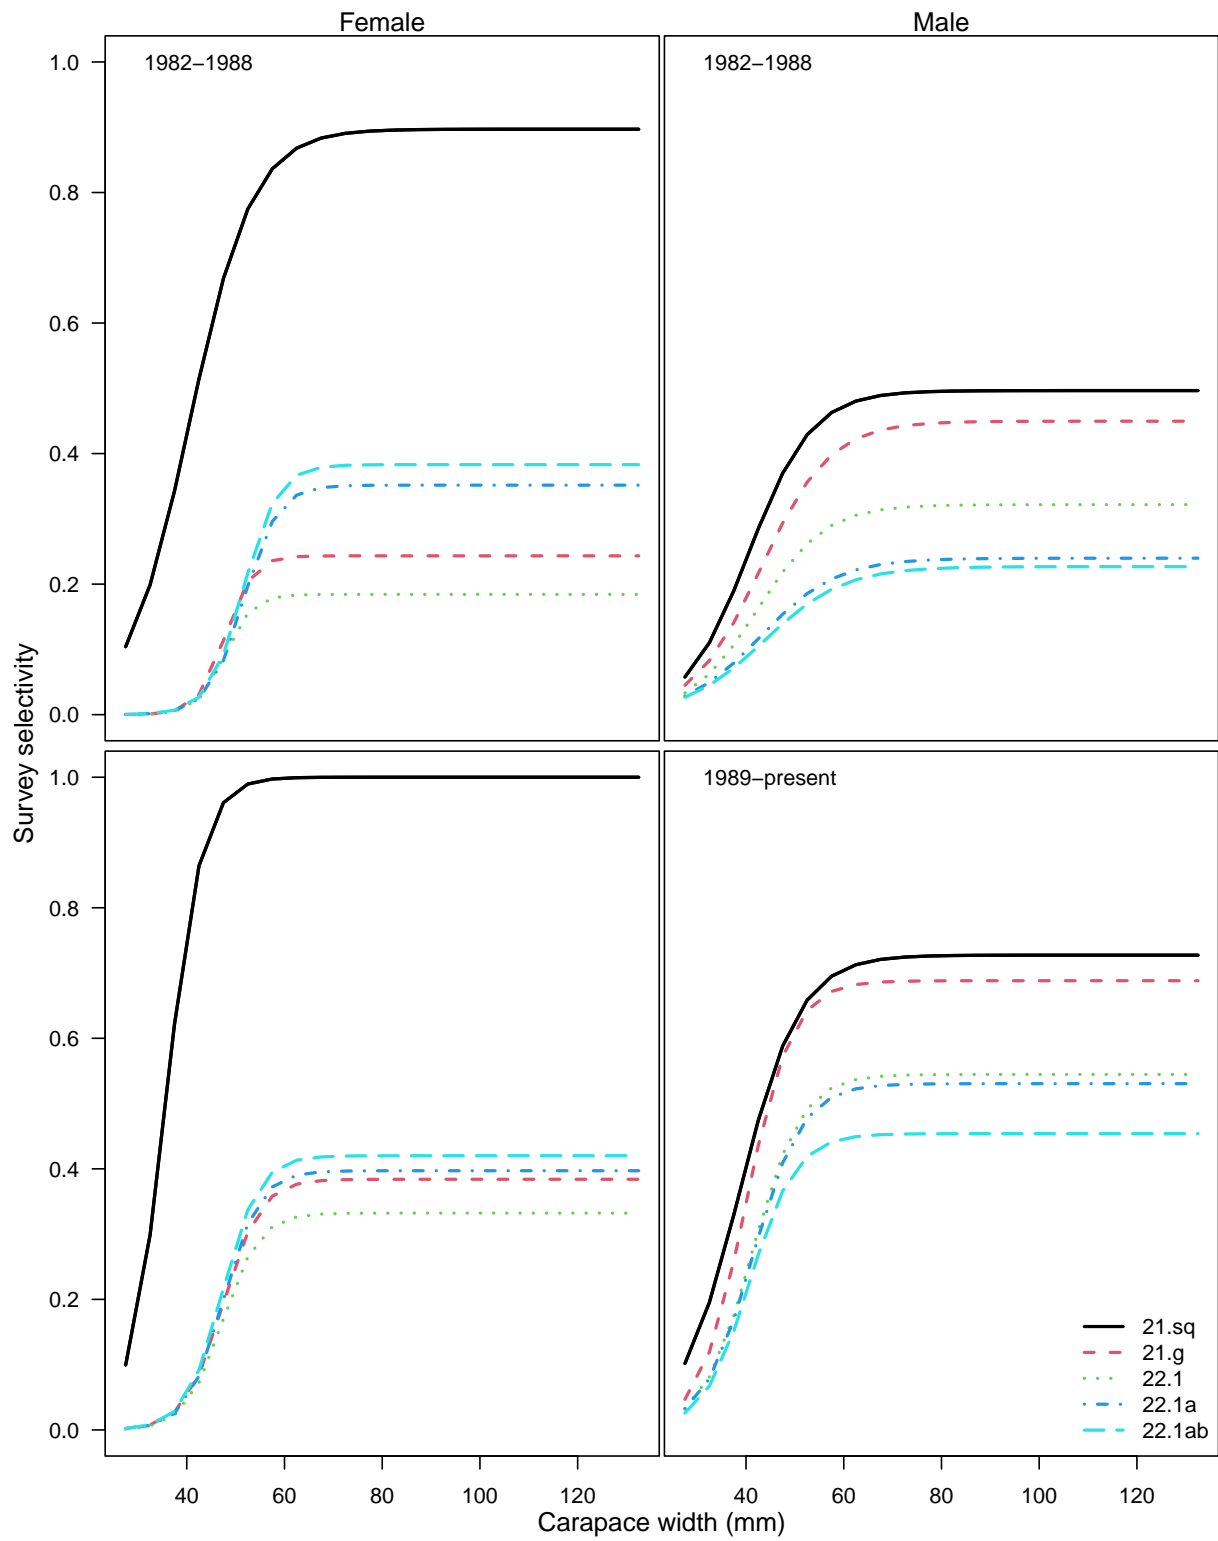 Female
Male
1982–1988
1982–1988
1.0
0.8
0.6
0.4
0.2
0.0
Survey selectivity
1989–present
1.0
0.8
0.6
0.4
0.2
0.0
21.sq
21.g
22.1
22.1a
22.1ab
40 60 80 100 120
40 60 80 100 120
Carapace width (mm)